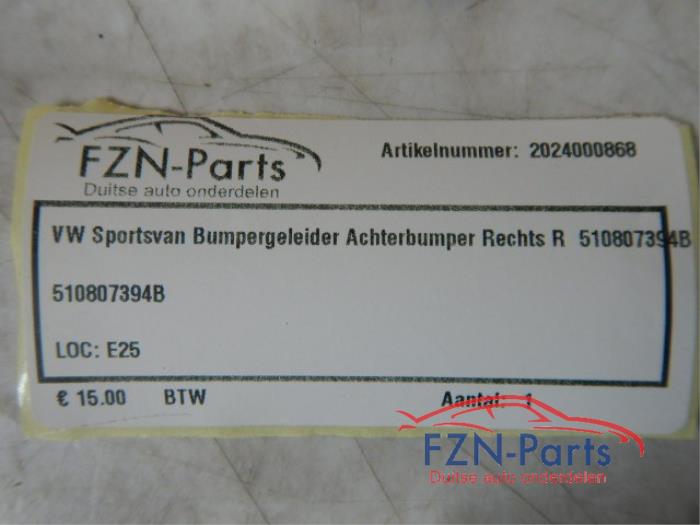 FZN-Parts
Duitse auto onderdelen
Artikelnummer: 2024000868
VW Sportsvan Bumpergeleider Achterbumper Rechts R 510807394B
510807394B
LOC: E25
€ 15.00 BTW Aantal: 1
FZN-Parts
Duitse auto onderdelen